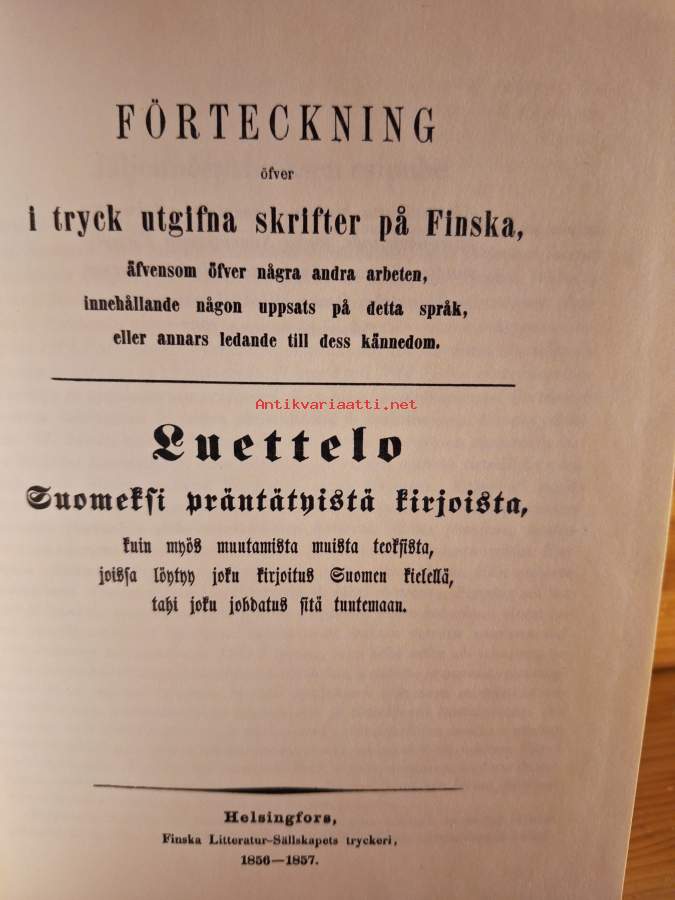 FÖRTECKNING
öfver
i tryck utgifna skrifter på Finska,
äfvensom öfver några andra arbeten,
innehållande någon uppsats på detta språk,
eller annars ledande till dess kännedom.
Antikvariaatti.net
Luettelo
Suomeksi präntätyistä kirjoista,
kuin myös muutamista muista teoksista,
joissa löytyy joku kirjoitus Suomen kielellä,
tahi joku johdatus sitä tuntemaan.
Helsingfors,
Finska Litteratur-Sällskapets tryckeri,
1856—1857.